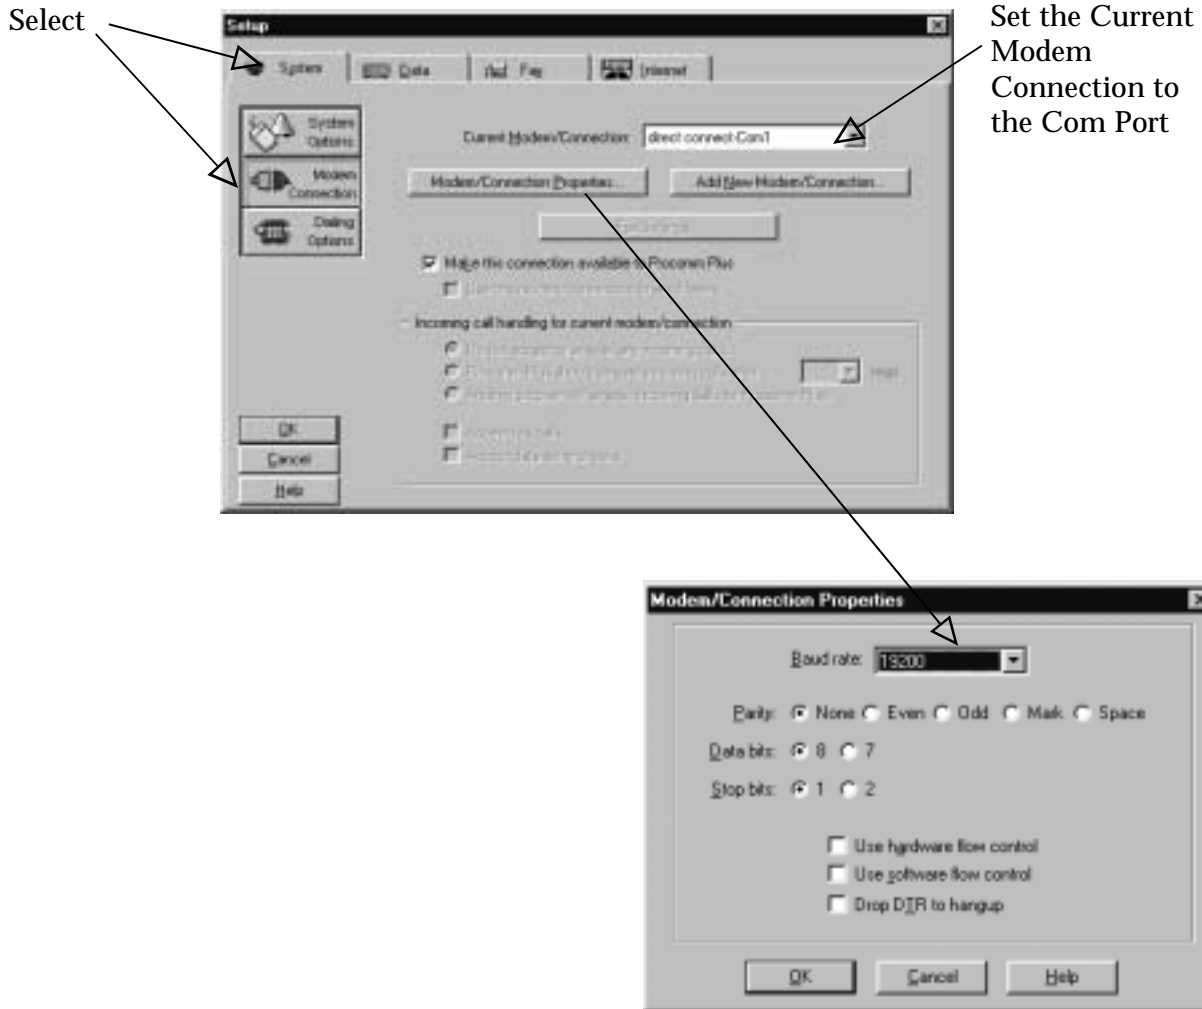 Select
Set the Current
Modem
Connection to
the Com Port
Setup
System
Data
Fax
Internet
System
Options
Modem
Connection
Dialing
Options
Current Modem/Connection:
direct connect-Com1
Modem/Connection Properties...
Add New Modem/Connection...
Make this connection available to Procomm Plus
Incoming call handling for current modem/connection
rings
OK
Cancel
Help
Modem/Connection Properties
Baud rate: 19200
Parity: None Even Odd Mark Space
Data bits: 8 7
Stop bits: 1 2
Use hardware flow control
Use software flow control
Drop DTR to hangup
OK Cancel Help